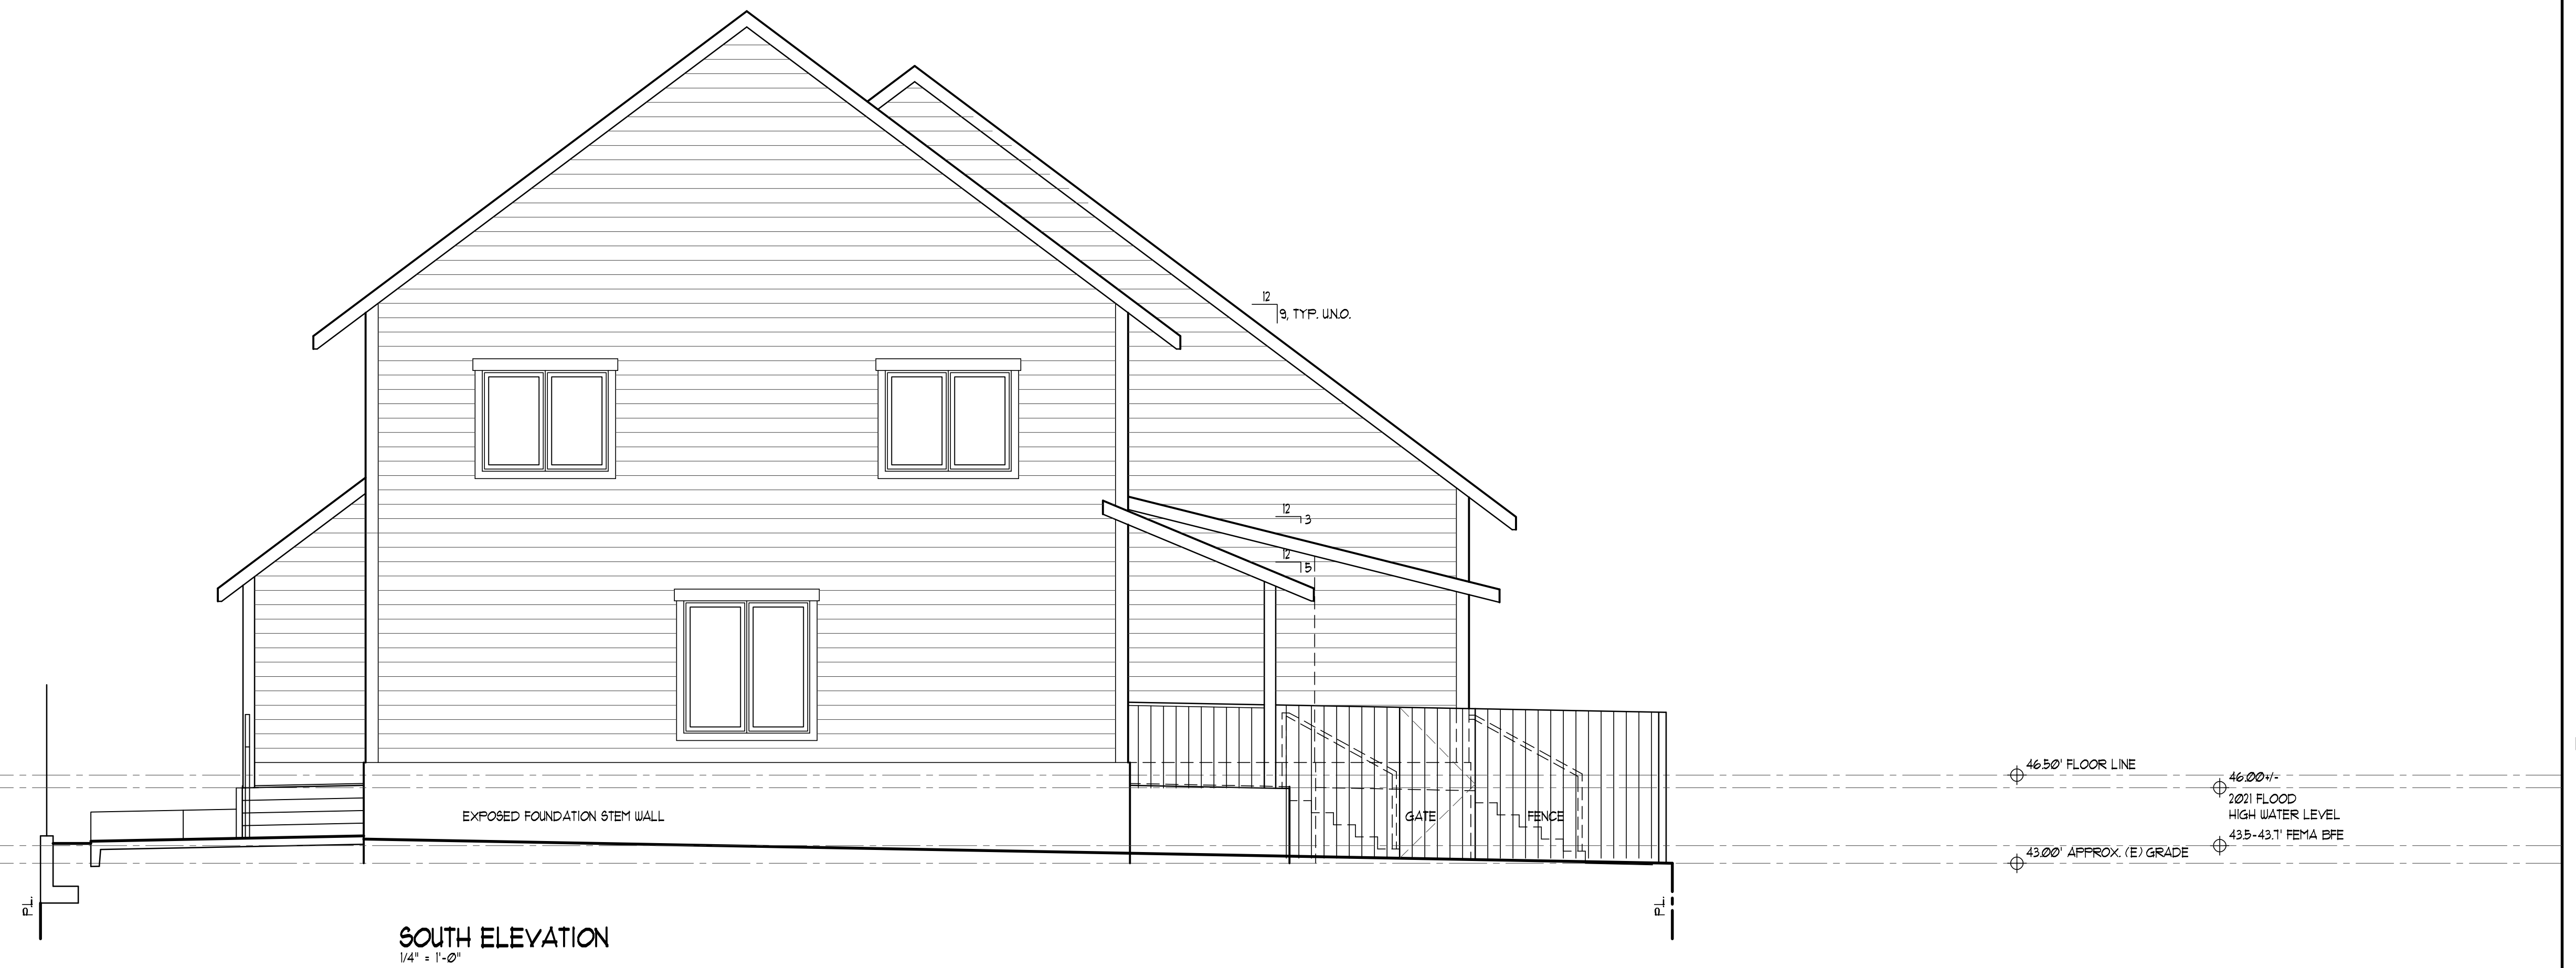 12
9, TYP. U.N.O.
12
3
12
5
46.50' FLOOR LINE
46.00+/-
2021 FLOOD
HIGH WATER LEVEL
43.5-43.7' FEMA BFE
43.00' APPROX. (E) GRADE
EXPOSED FOUNDATION STEM WALL
GATE
FENCE
P.L.
P.L.
SOUTH ELEVATION
1/4" = 1'-0"